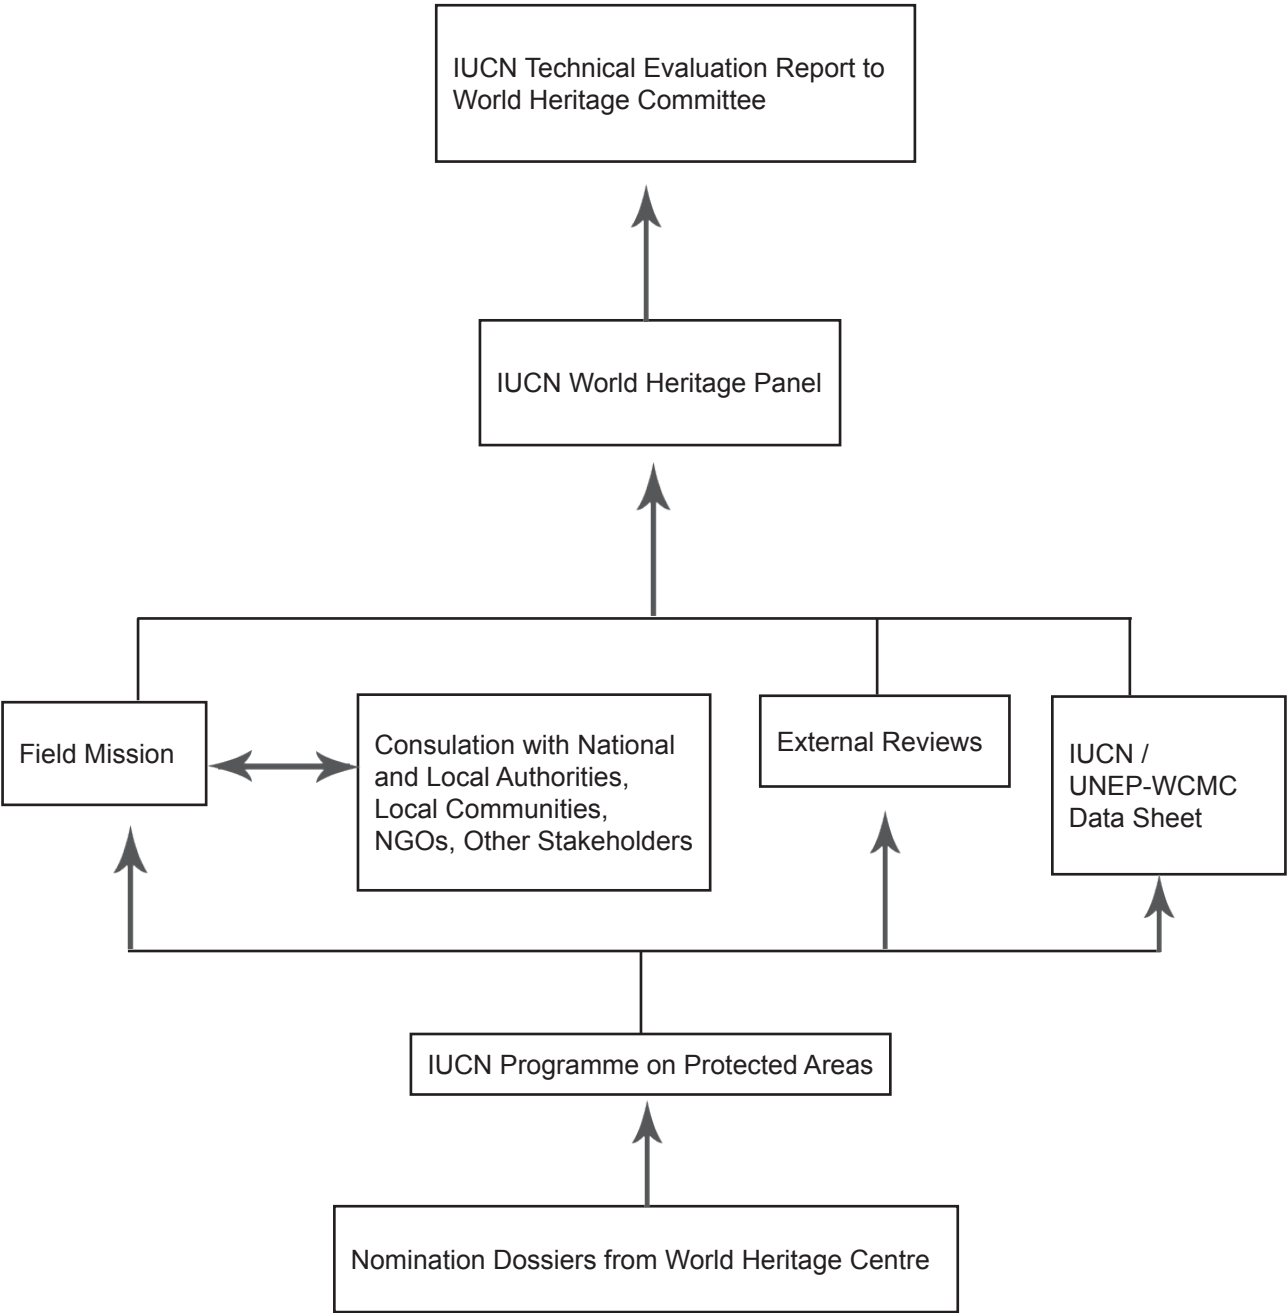 IUCN Technical Evaluation Report to
World Heritage Committee
IUCN World Heritage Panel
Field Mission
Consulation with National
and Local Authorities,
Local Communities,
NGOs, Other Stakeholders
External Reviews
IUCN /
UNEP-WCMC
Data Sheet
IUCN Programme on Protected Areas
Nomination Dossiers from World Heritage Centre